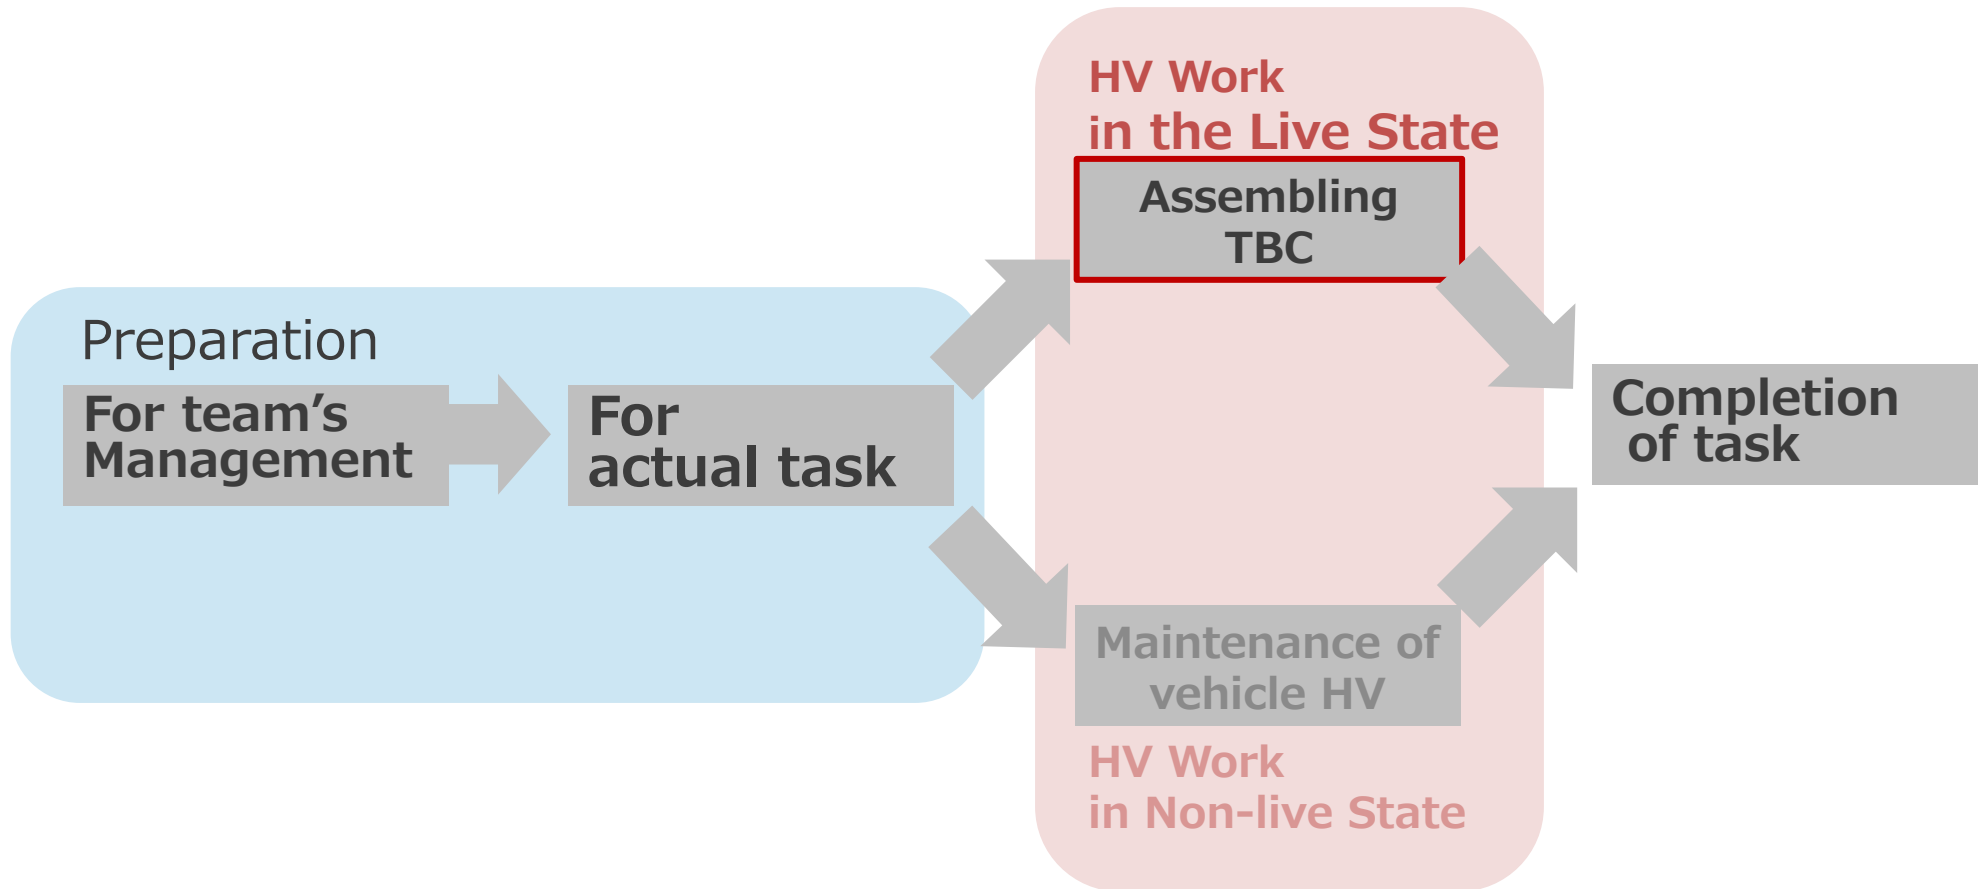 HV Work
in the Live State
Assembling
TBC
Preparation
For team’s
Management
For
actual task
Completion
of task
Maintenance of
vehicle HV
HV Work
in Non-live State